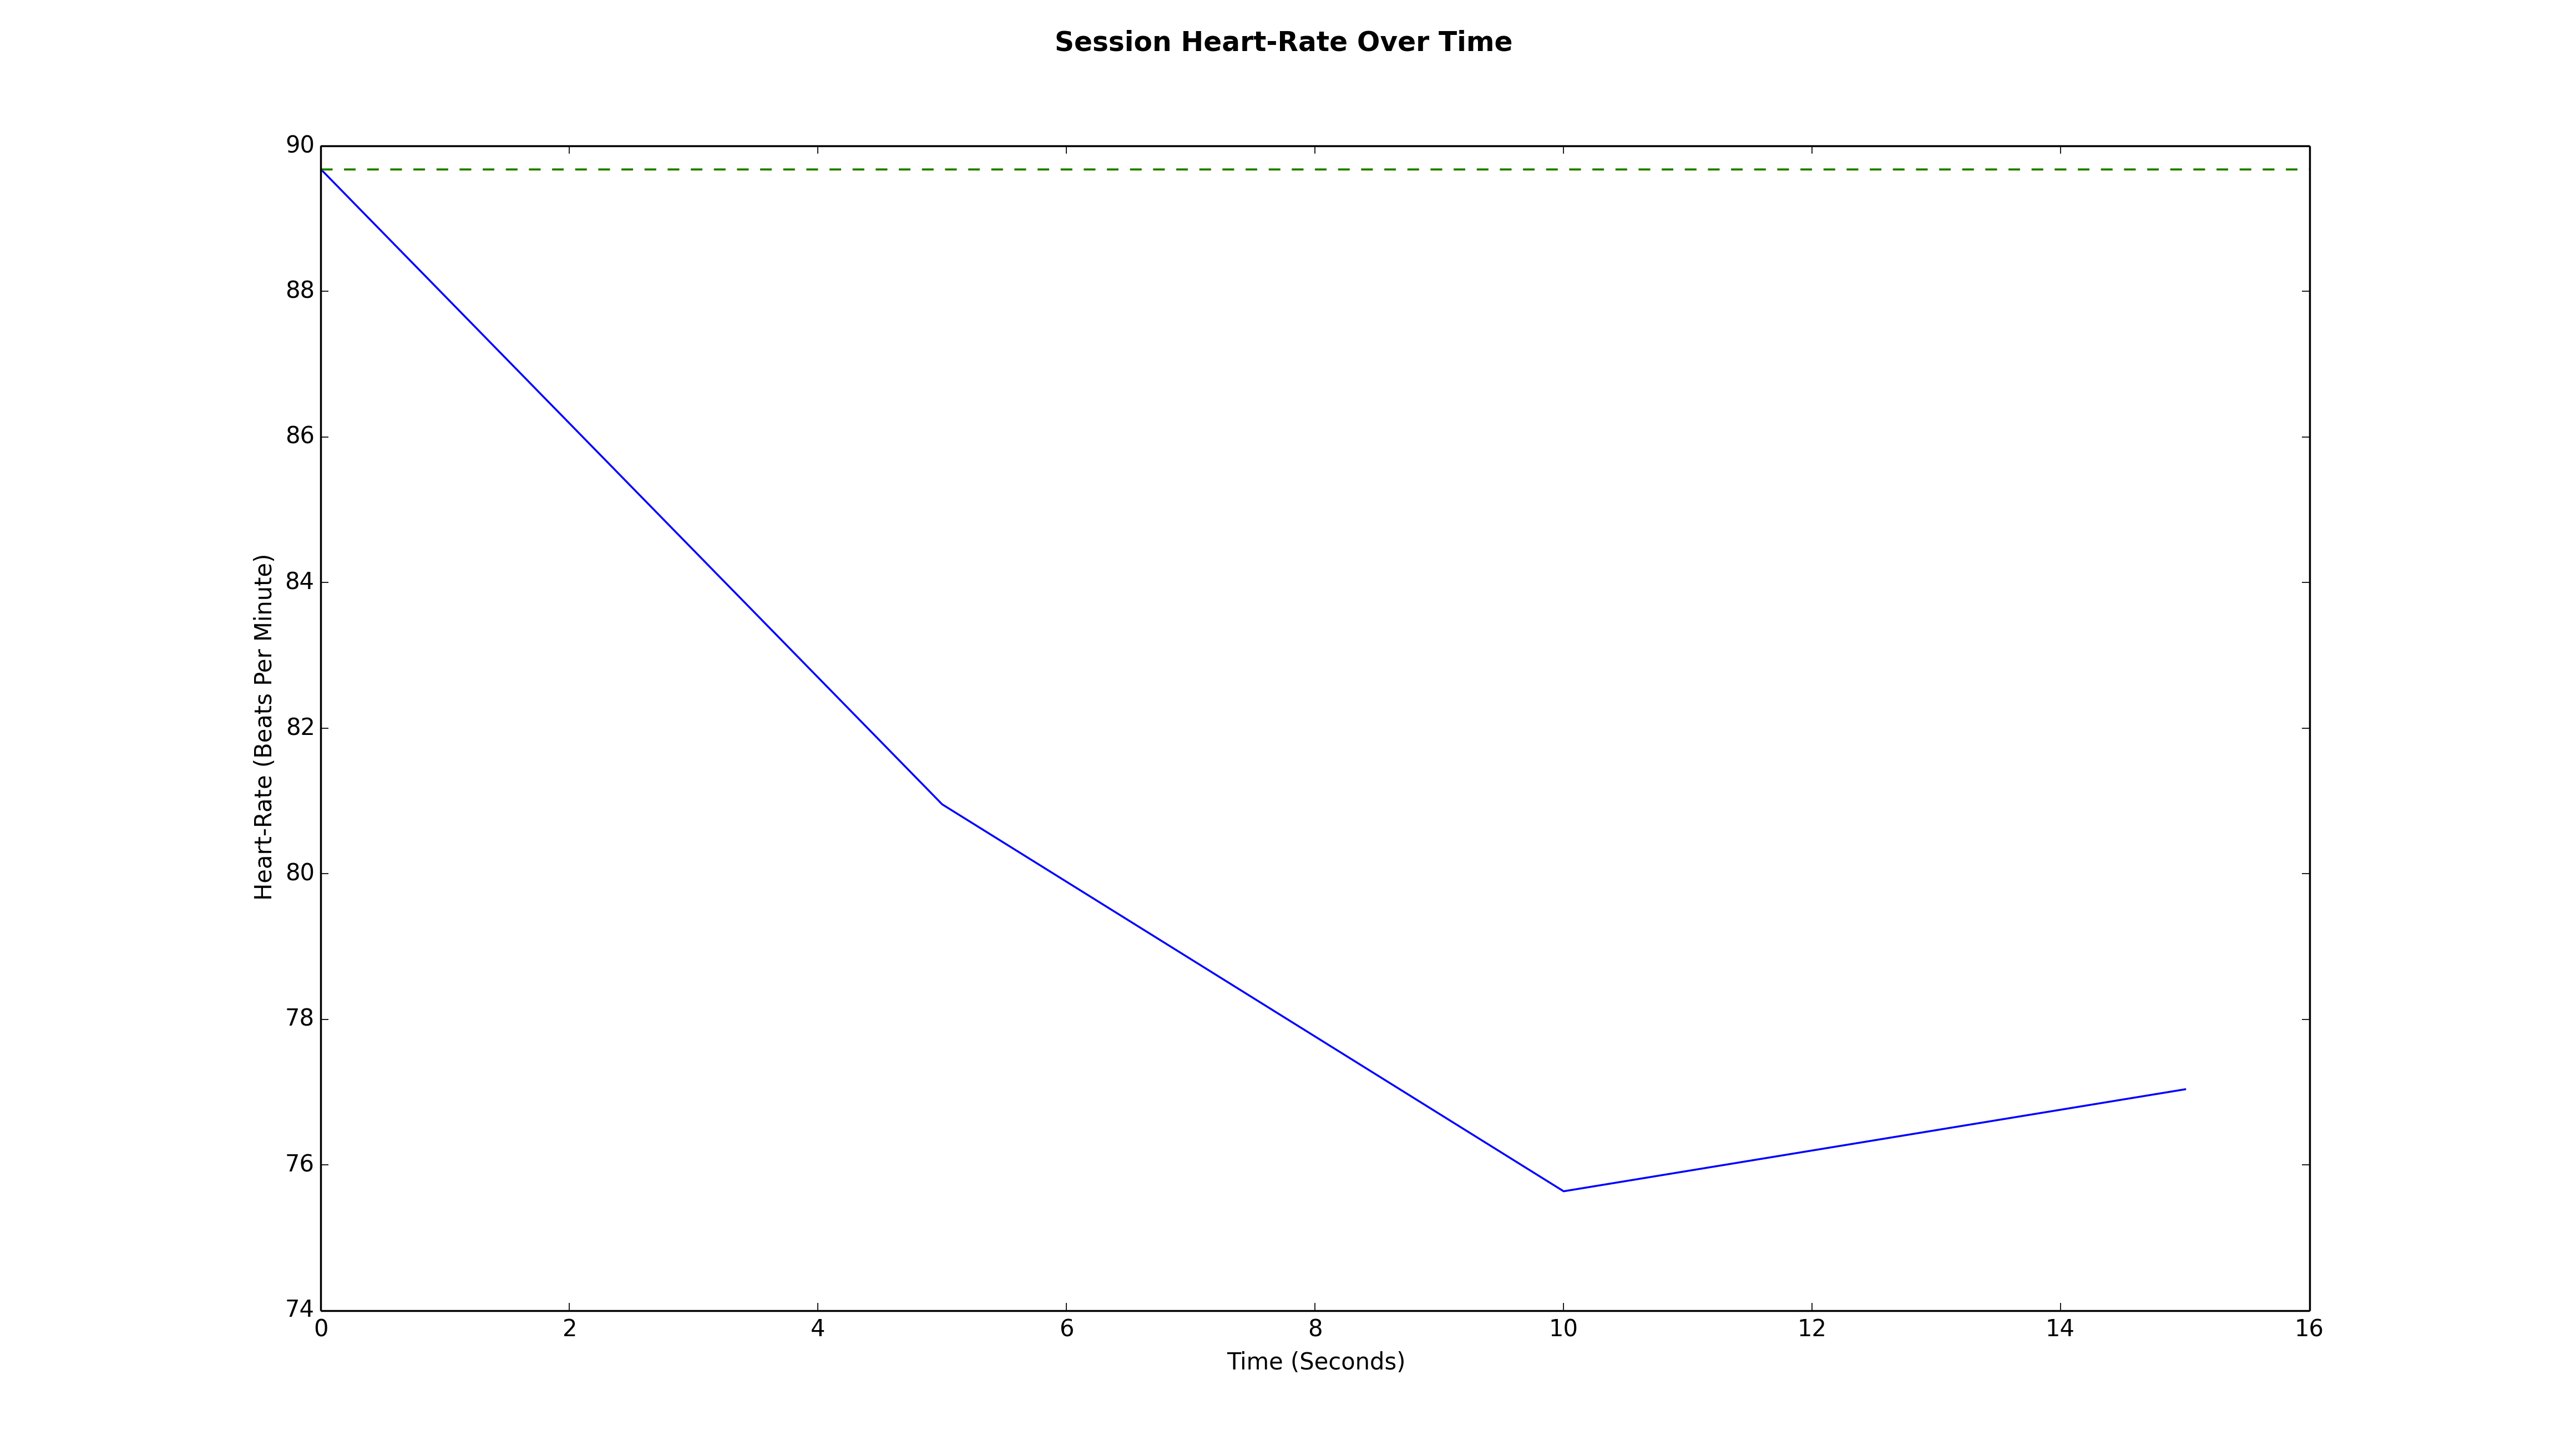 Session Heart-Rate Over Time
90
88
86
84
82
80
78
76
74
Heart-Rate (Beats Per Minute)
0 2 4 6 8 10 12 14 16
Time (Seconds)